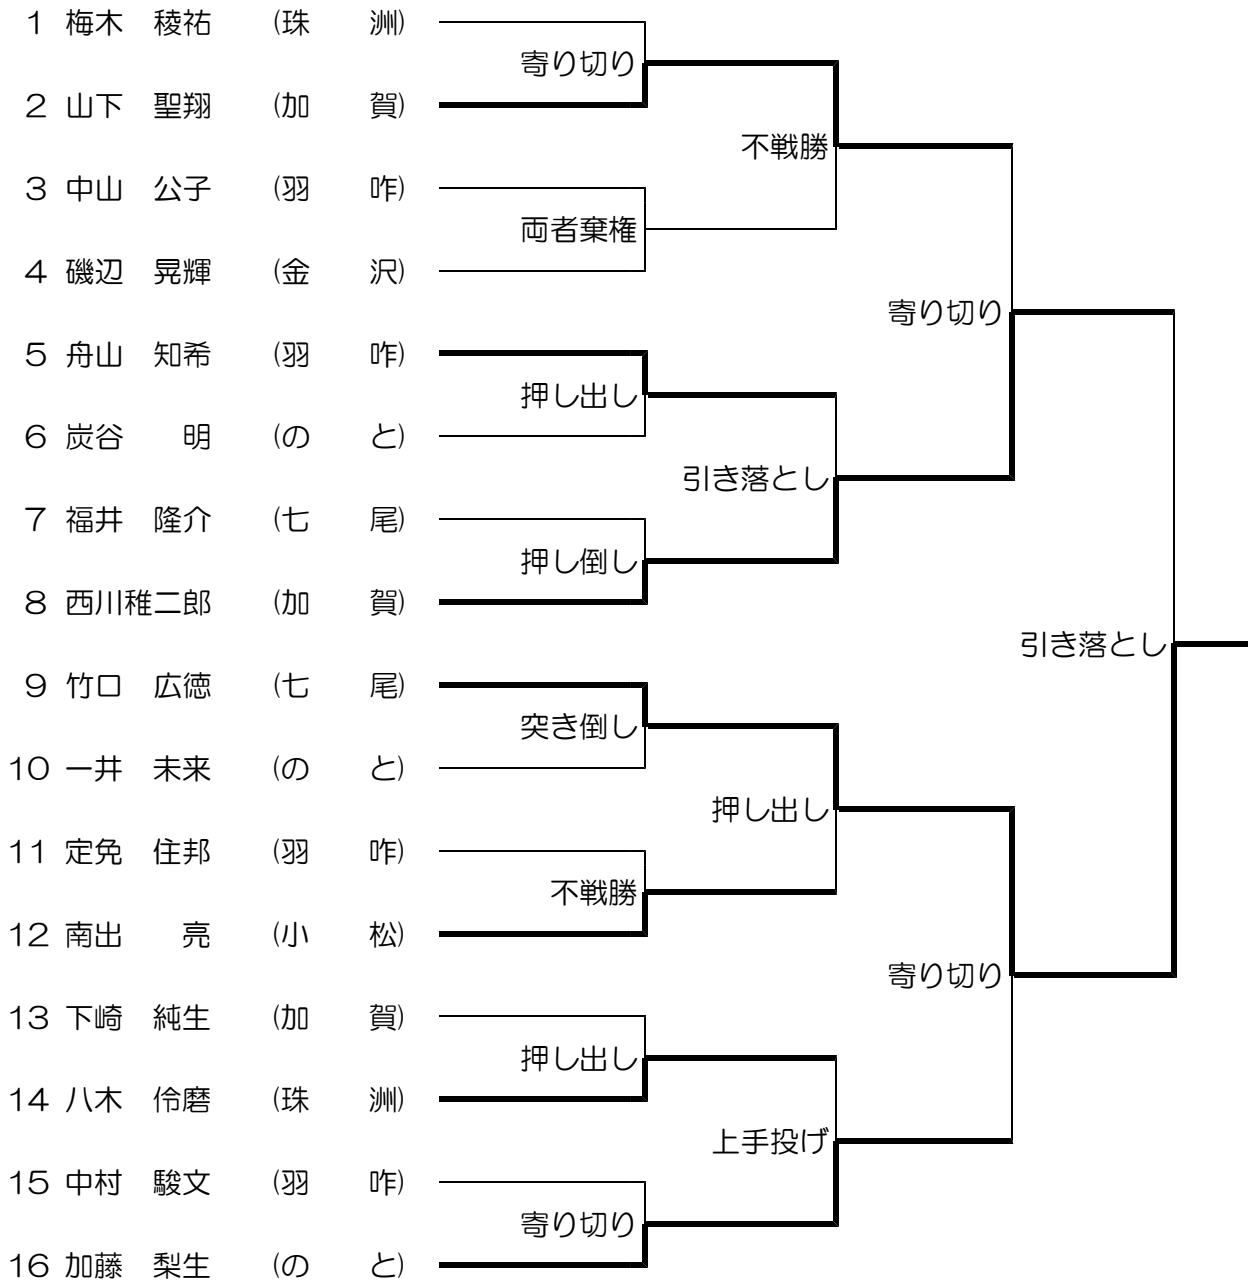 1 梅木 稜祐 (珠 洲)
寄り切り
2 山下 聖翔 (加 賀)
不戦勝
3 中山 公子 (羽 咋)
両者棄権
4 磯辺 晃輝 (金 沢)
寄り切り
5 舟山 知希 (羽 咋)
押し出し
6 炭谷 明 (の と)
引き落とし
7 福井 隆介 (七 尾)
押し倒し
8 西川稚二郎 (加 賀)
引き落とし
9 竹口 広徳 (七 尾)
突き倒し
10 一井 未来 (の と)
押し出し
11 定免 住邦 (羽 咋)
不戦勝
12 南出 亮 (小 松)
寄り切り
13 下崎 純生 (加 賀)
押し出し
14 八木 伶磨 (珠 洲)
上手投げ
15 中村 駿文 (羽 咋)
寄り切り
16 加藤 梨生 (の と)